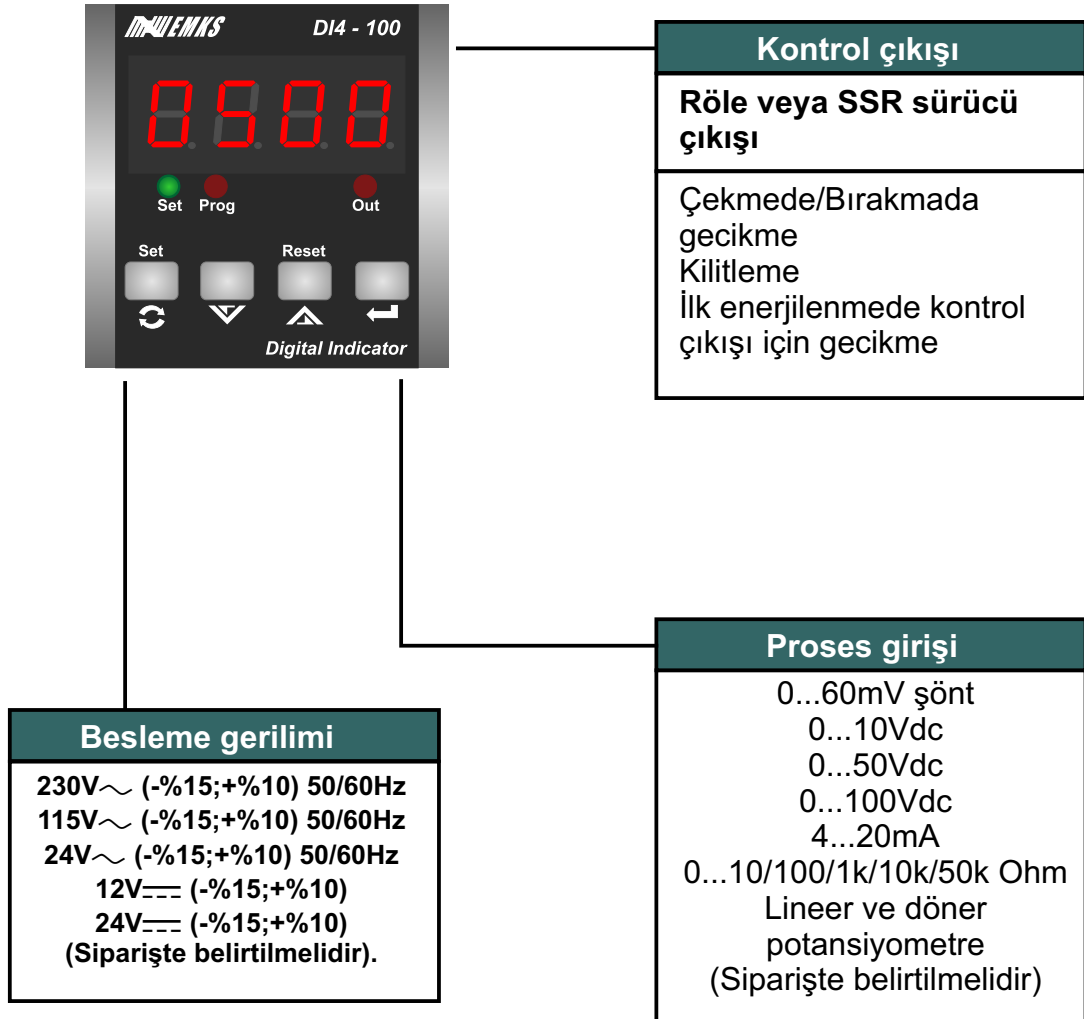 EMKS DI4 - 100
0500
Set Prog Out
Set Reset
Digital Indicator
Kontrol çıkışı
Röle veya SSR sürücü
çıkışı
Çekmede/Bırakmada
gecikme
Kilitleme
İlk enerjilenmede kontrol
çıkışı için gecikme
Besleme gerilimi
230V~ (-%15;+%10) 50/60Hz
115V~ (-%15;+%10) 50/60Hz
24V~ (-%15;+%10) 50/60Hz
12V⎓ (-%15;+%10)
24V⎓ (-%15;+%10)
(Siparişte belirtilmelidir).
Proses girişi
0...60mV şönt
0...10Vdc
0...50Vdc
0...100Vdc
4...20mA
0...10/100/1k/10k/50k Ohm
Lineer ve döner
potansiyometre
(Siparişte belirtilmelidir)